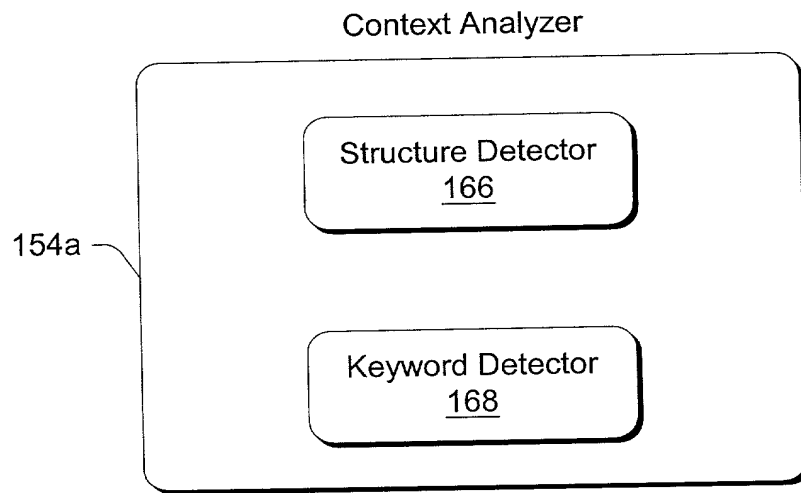 Context Analyzer
Structure Detector
166
154a
Keyword Detector
168